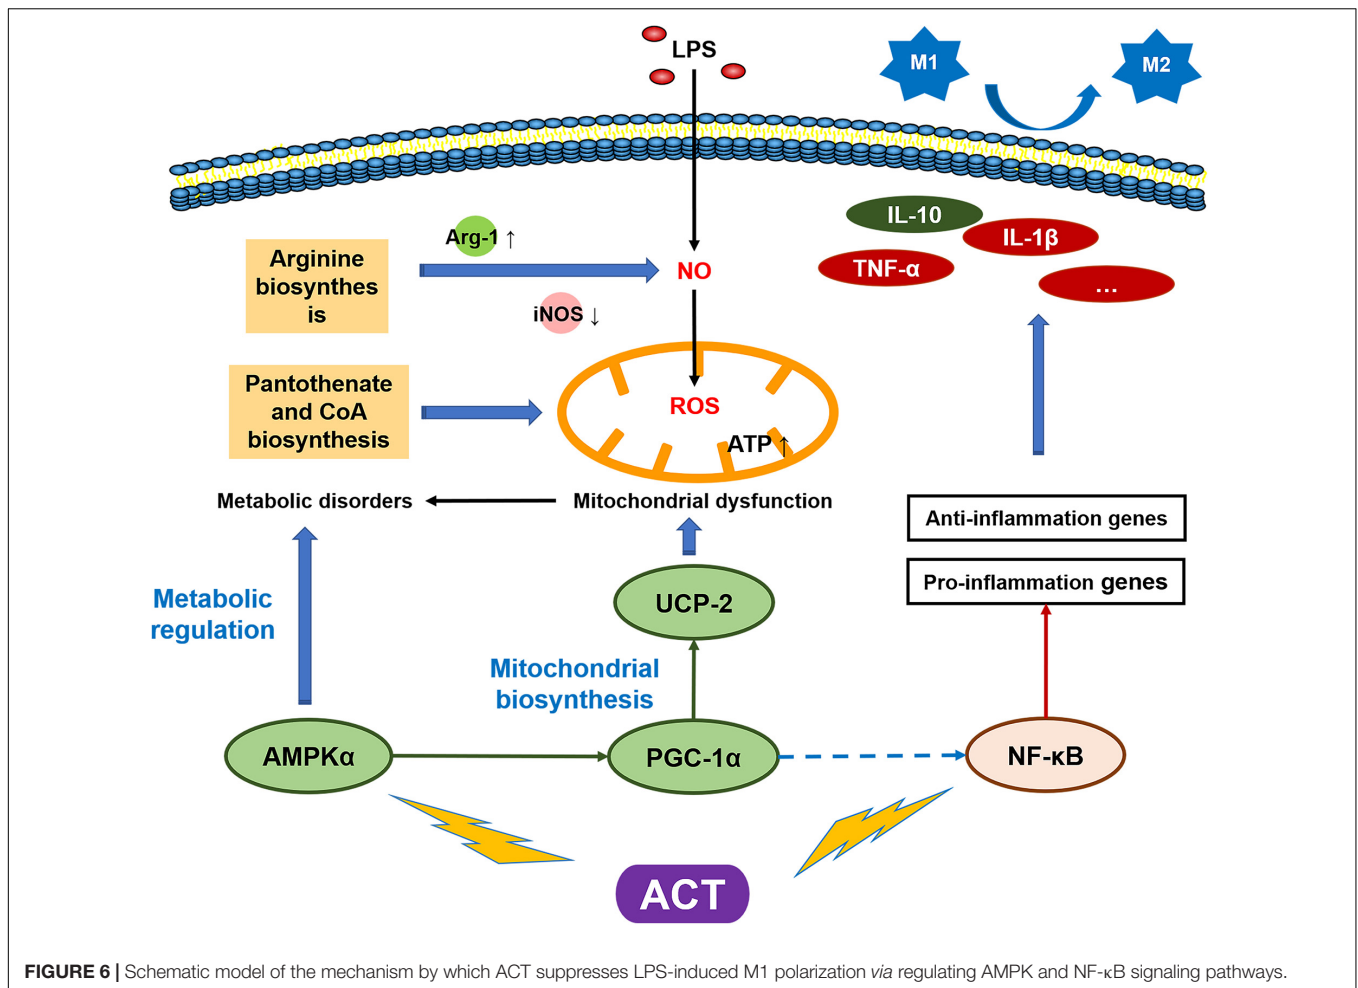 LPS
M1
M2
IL-10
IL-1β
TNF-α
...
Arg-1 ↑
Arginine
biosynthes
is
NO
iNOS ↓
Pantothenate
and CoA
biosynthesis
ROS
ATP ↑
Metabolic disorders
Mitochondrial dysfunction
Anti-inflammation genes
Pro-inflammation genes
Metabolic
regulation
UCP-2
Mitochondrial
biosynthesis
AMPKα
PGC-1α
NF-κB
ACT
FIGURE 6 | Schematic model of the mechanism by which ACT suppresses LPS-induced M1 polarization via regulating AMPK and NF-κB signaling pathways.